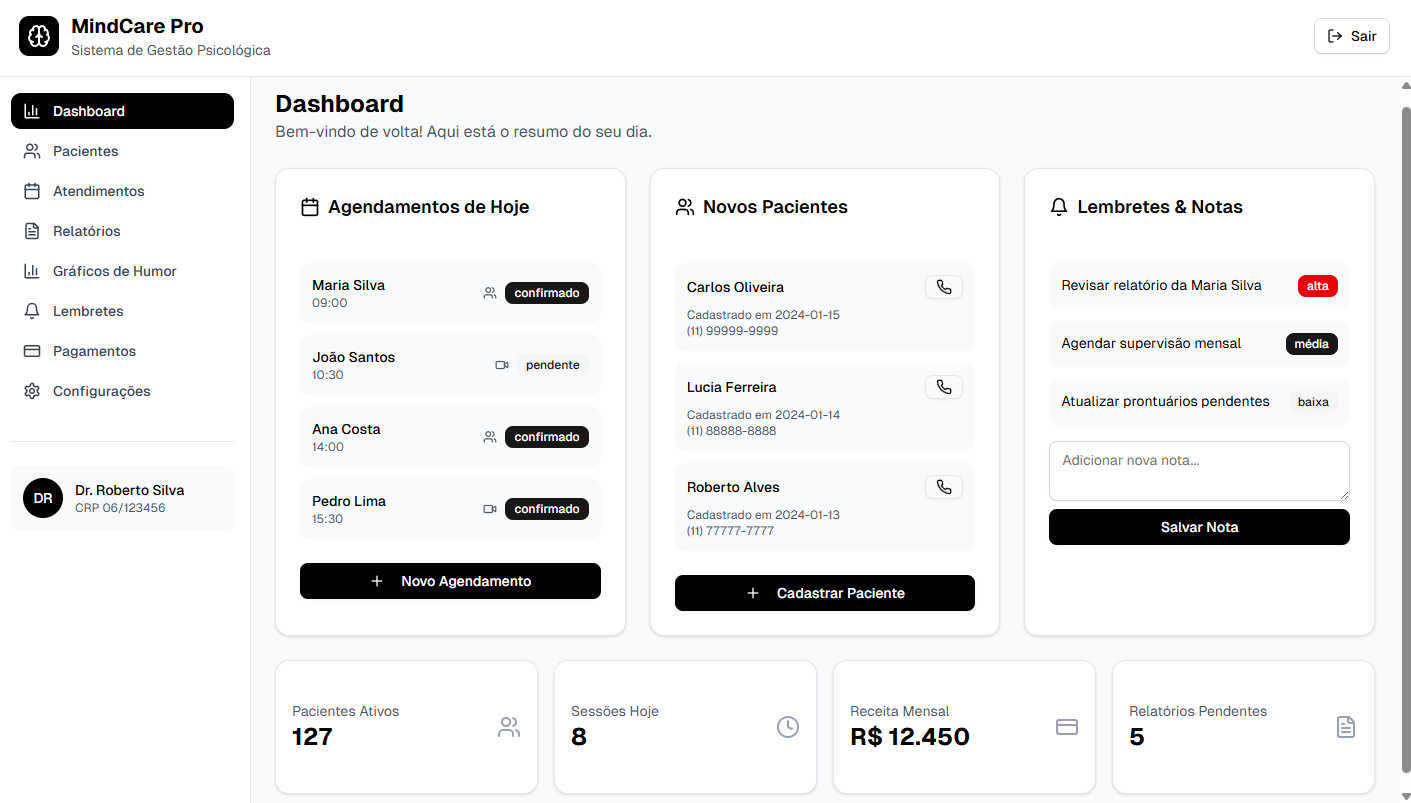 MindCare Pro
Sistema de Gestão Psicológica
Sair
Dashboard
Pacientes
Atendimentos
Relatórios
Gráficos de Humor
Lembretes
Pagamentos
Configurações
DR
Dr. Roberto Silva
CRP 06/123456
Dashboard
Bem-vindo de volta! Aqui está o resumo do seu dia.
Agendamentos de Hoje
Maria Silva
09:00
confirmado
João Santos
10:30
pendente
Ana Costa
14:00
confirmado
Pedro Lima
15:30
confirmado
Novo Agendamento
Novos Pacientes
Carlos Oliveira
Cadastrado em 2024-01-15
(11) 99999-9999
Lucia Ferreira
Cadastrado em 2024-01-14
(11) 88888-8888
Roberto Alves
Cadastrado em 2024-01-13
(11) 77777-7777
Cadastrar Paciente
Lembretes & Notas
Revisar relatório da Maria Silva
alta
Agendar supervisão mensal
média
Atualizar prontuários pendentes
baixa
Adicionar nova nota...
Salvar Nota
Pacientes Ativos
127
Sessões Hoje
8
Receita Mensal
R$ 12.450
Relatórios Pendentes
5